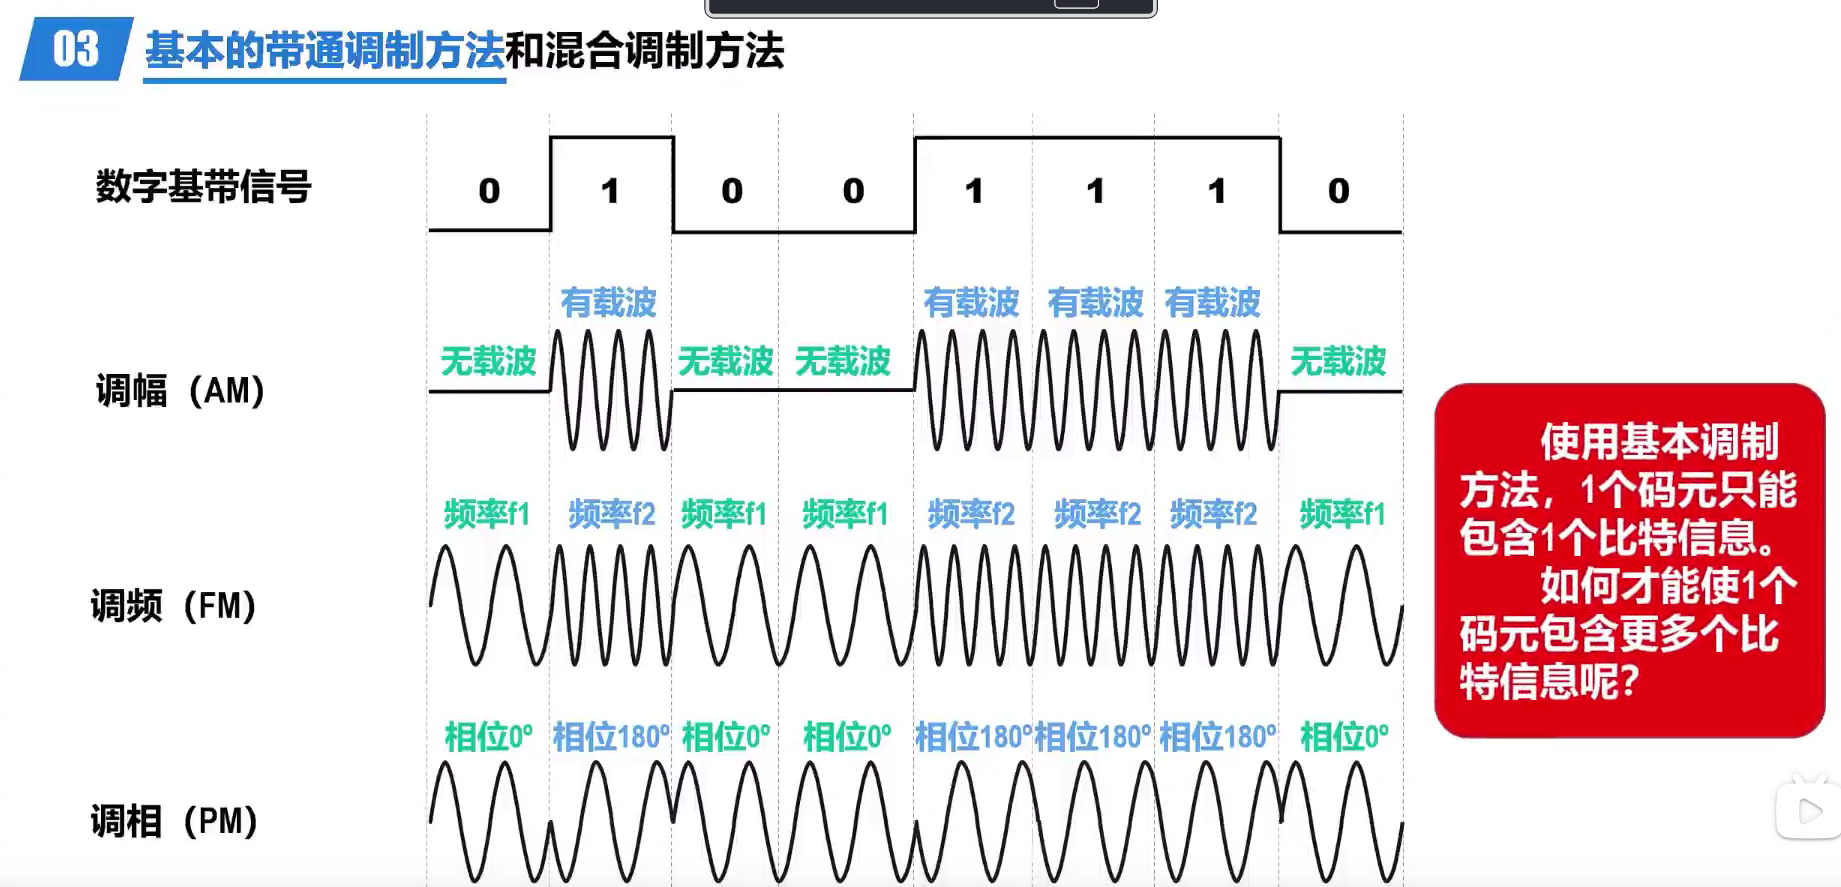 03 基本的带通调制方法和混合调制方法
数字基带信号 0 1 0 0 1 1 1 0
有载波 有载波 有载波 有载波
无载波 无载波 无载波 无载波
调幅（AM）
频率f1 频率f2 频率f1 频率f1 频率f2 频率f2 频率f2 频率f1
调频（FM）
相位0º 相位180º 相位0º 相位0º 相位180º 相位180º 相位180º 相位0º
调相（PM）
使用基本调制
方法，1个码元只能
包含1个比特信息。
如何才能使1个
码元包含更多个比
特信息呢？